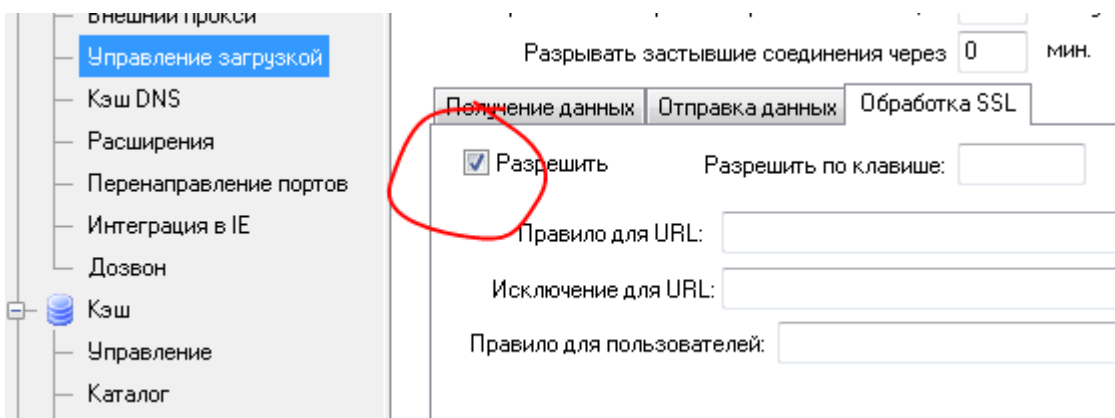 Внешний прокси
Управление загрузкой
Кэш DNS
Расширения
Перенаправление портов
Интеграция в IE
Дозвон
Кэш
Управление
Каталог
Разрывать застывшие соединения через 0 мин.
Получение данных Отправка данных Обработка SSL
Разрешить Разрешить по клавише:
Правило для URL:
Исключение для URL:
Правило для пользователей: